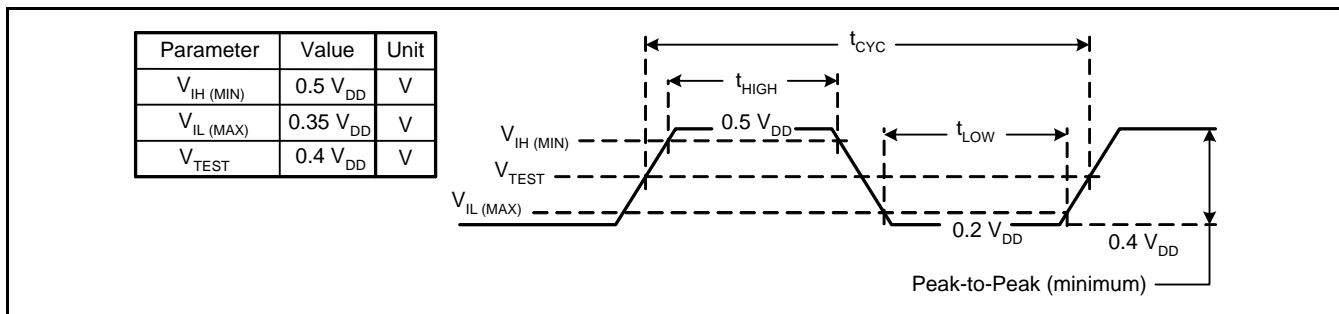 Parameter Value Unit
V_IH (MIN) 0.5 V_DD V
V_IL (MAX) 0.35 V_DD V
V_TEST 0.4 V_DD V
t_CYC
t_HIGH
0.5 V_DD
V_IH (MIN)
t_LOW
V_TEST
V_IL (MAX)
0.2 V_DD
0.4 V_DD
Peak-to-Peak (minimum)